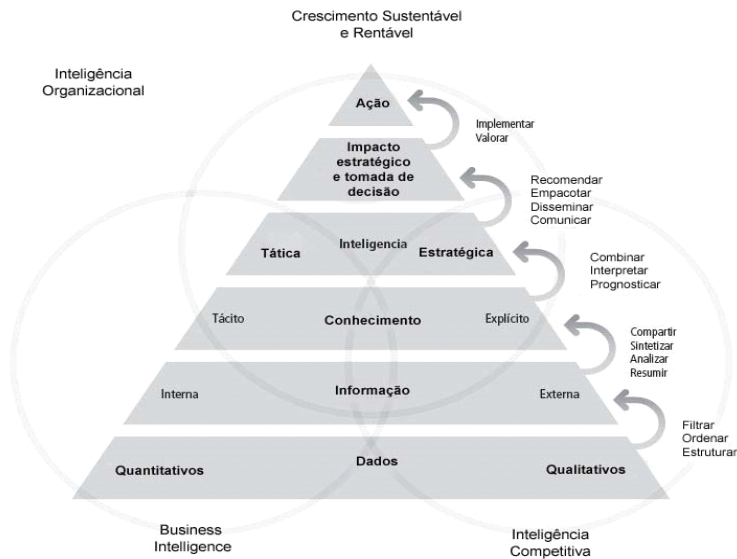 Crescimento Sustentável
e Rentável
Inteligência
Organizacional
Ação
Implementar
Valorar
Impacto
estratégico
e tomada de
decisão
Recomendar
Empacotar
Disseminar
Comunicar
Tática
Inteligencia
Estratégica
Combinar
Interpretar
Prognosticar
Tácito
Conhecimento
Explícito
Compartir
Sintetizar
Analizar
Resumir
Interna
Informação
Externa
Filtrar
Ordenar
Estruturar
Quantitativos
Dados
Qualitativos
Business
Intelligence
Inteligência
Competitiva